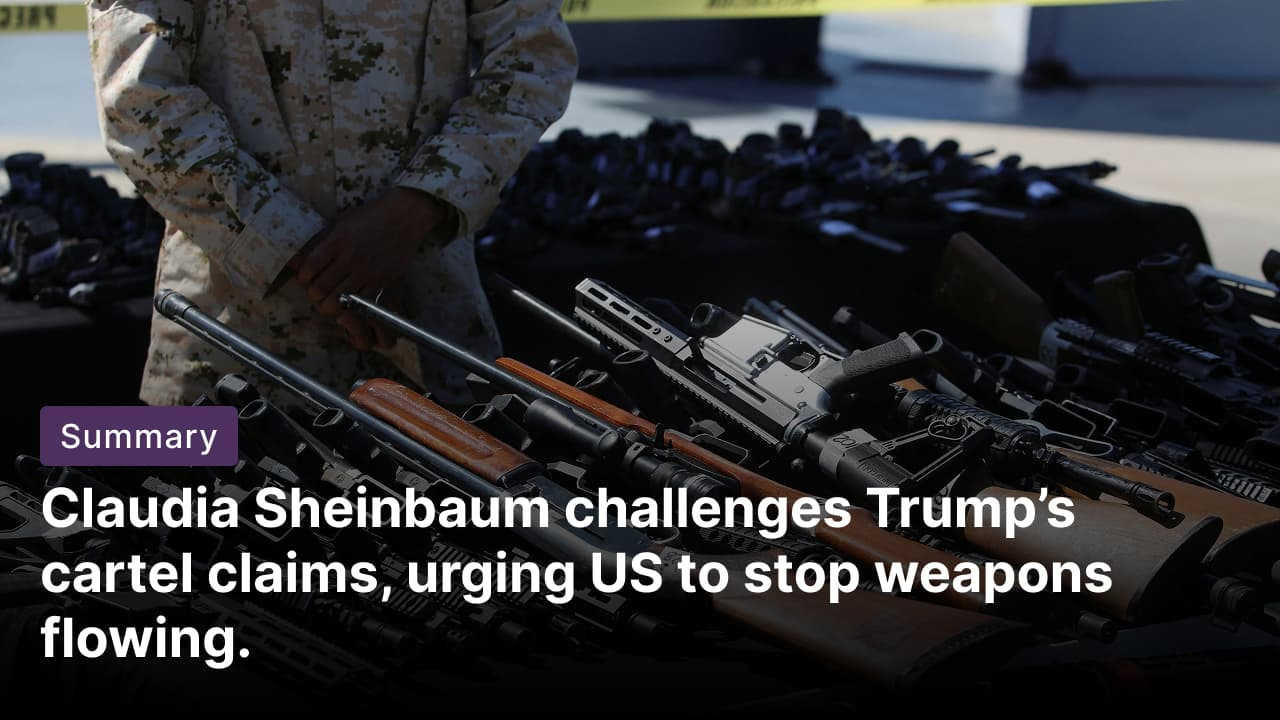 Summary
Claudia Sheinbaum challenges Trump’s
cartel claims, urging US to stop weapons
flowing.